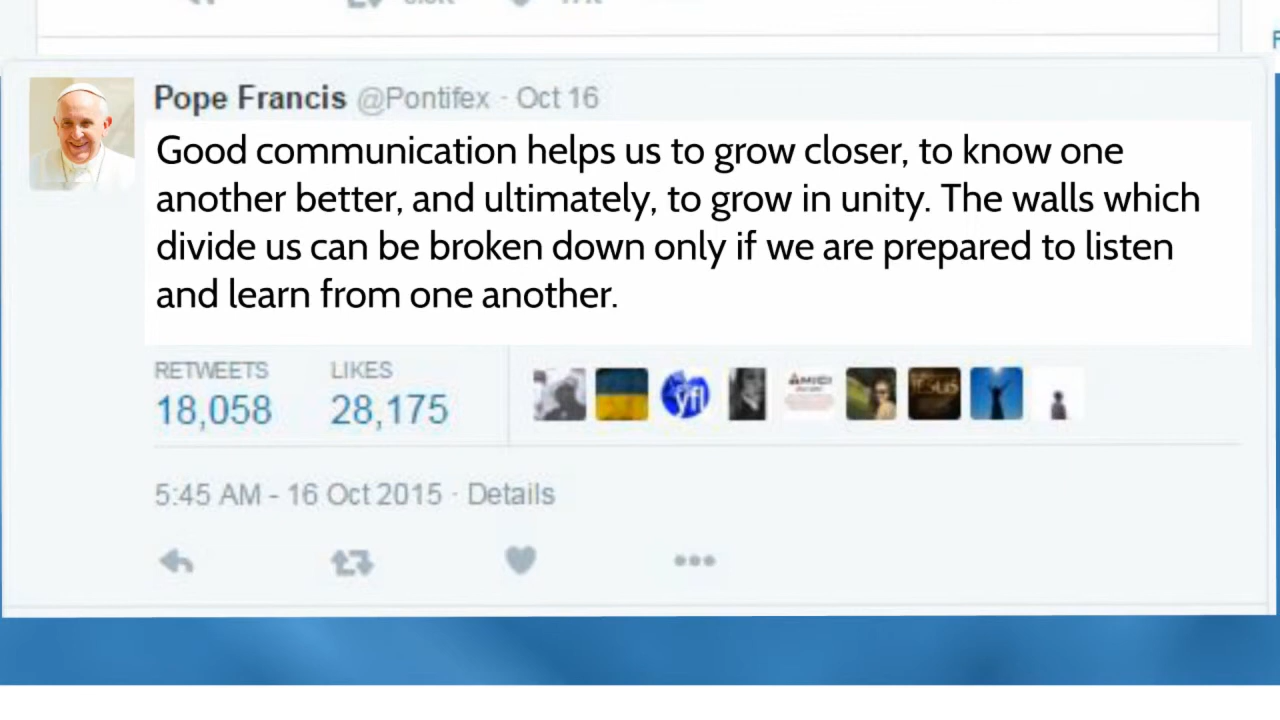 Pope Francis @Pontifex · Oct 16
Good communication helps us to grow closer, to know one
another better, and ultimately, to grow in unity. The walls which
divide us can be broken down only if we are prepared to listen
and learn from one another.
RETWEETS LIKES
18,058 28,175
yfl
AMICI
JESUS
5:45 AM - 16 Oct 2015 · Details